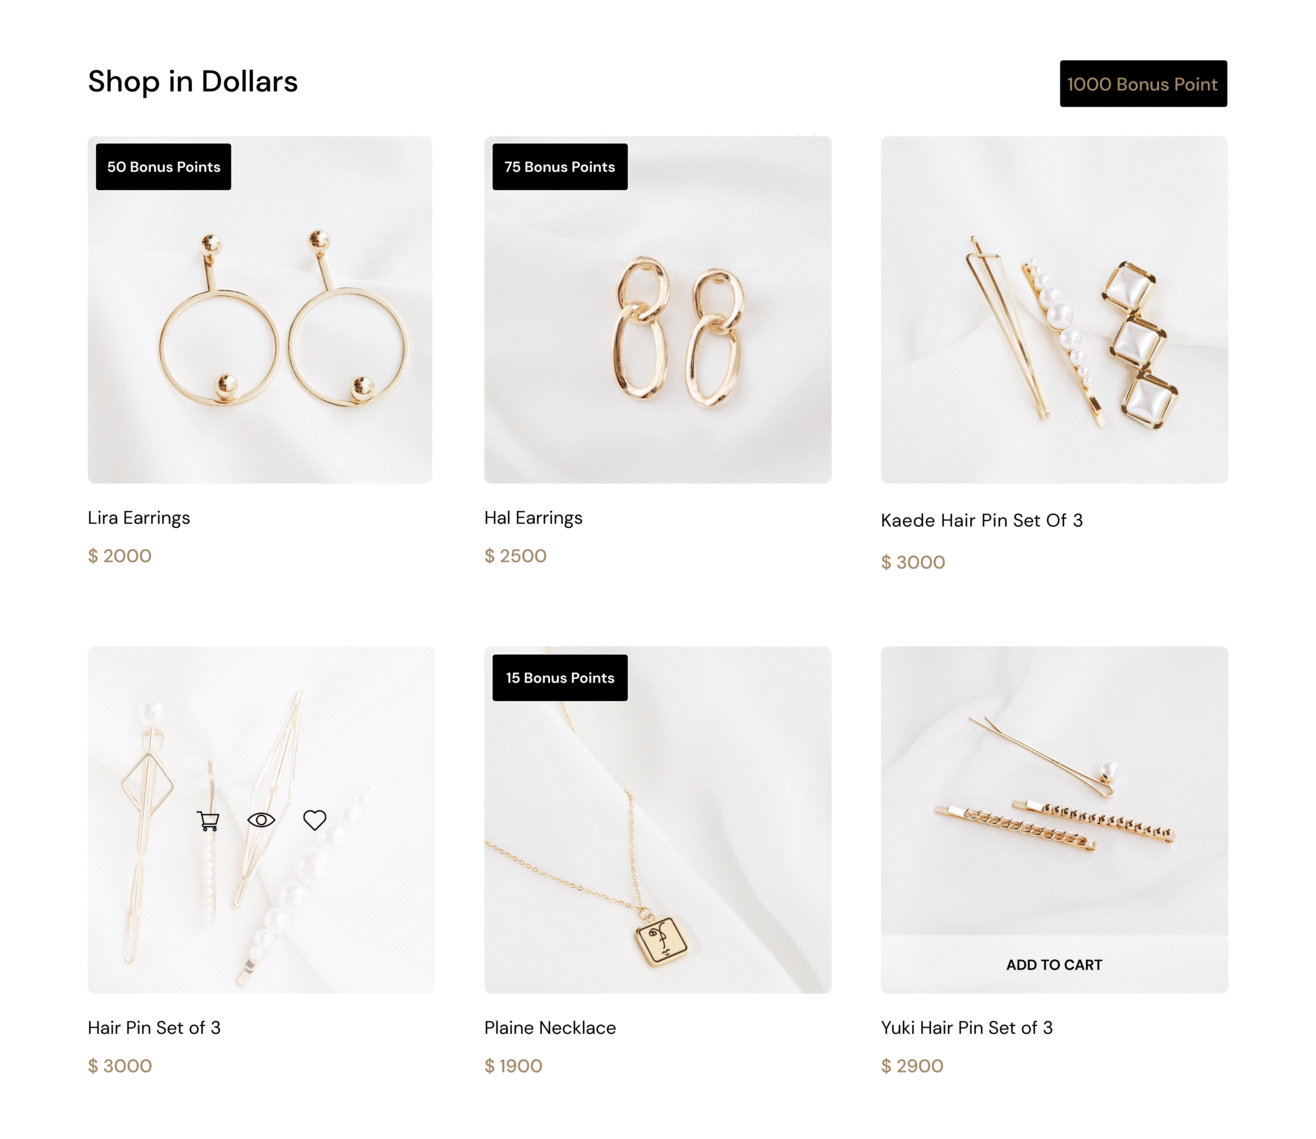 Shop in Dollars
1000 Bonus Point
50 Bonus Points
75 Bonus Points
Lira Earrings
$ 2000
Hal Earrings
$ 2500
Kaede Hair Pin Set Of 3
$ 3000
15 Bonus Points
ADD TO CART
Hair Pin Set of 3
$ 3000
Plaine Necklace
$ 1900
Yuki Hair Pin Set of 3
$ 2900